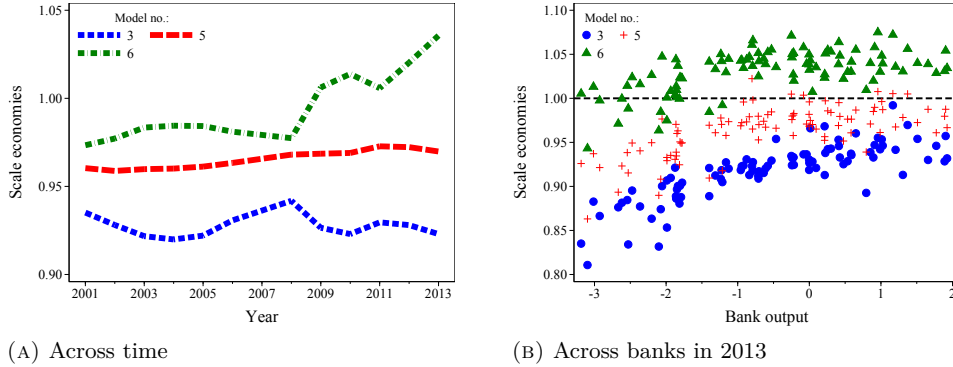 Model no.:
3 5
6
1.05
1.00
0.95
0.90
Scale economies
2001 2003 2005 2007 2009 2011 2013
Year
(A) Across time
Model no.:
3 5
6
1.10
1.05
1.00
0.95
0.90
0.85
0.80
Scale economies
-3 -2 -1 0 1 2
Bank output
(B) Across banks in 2013